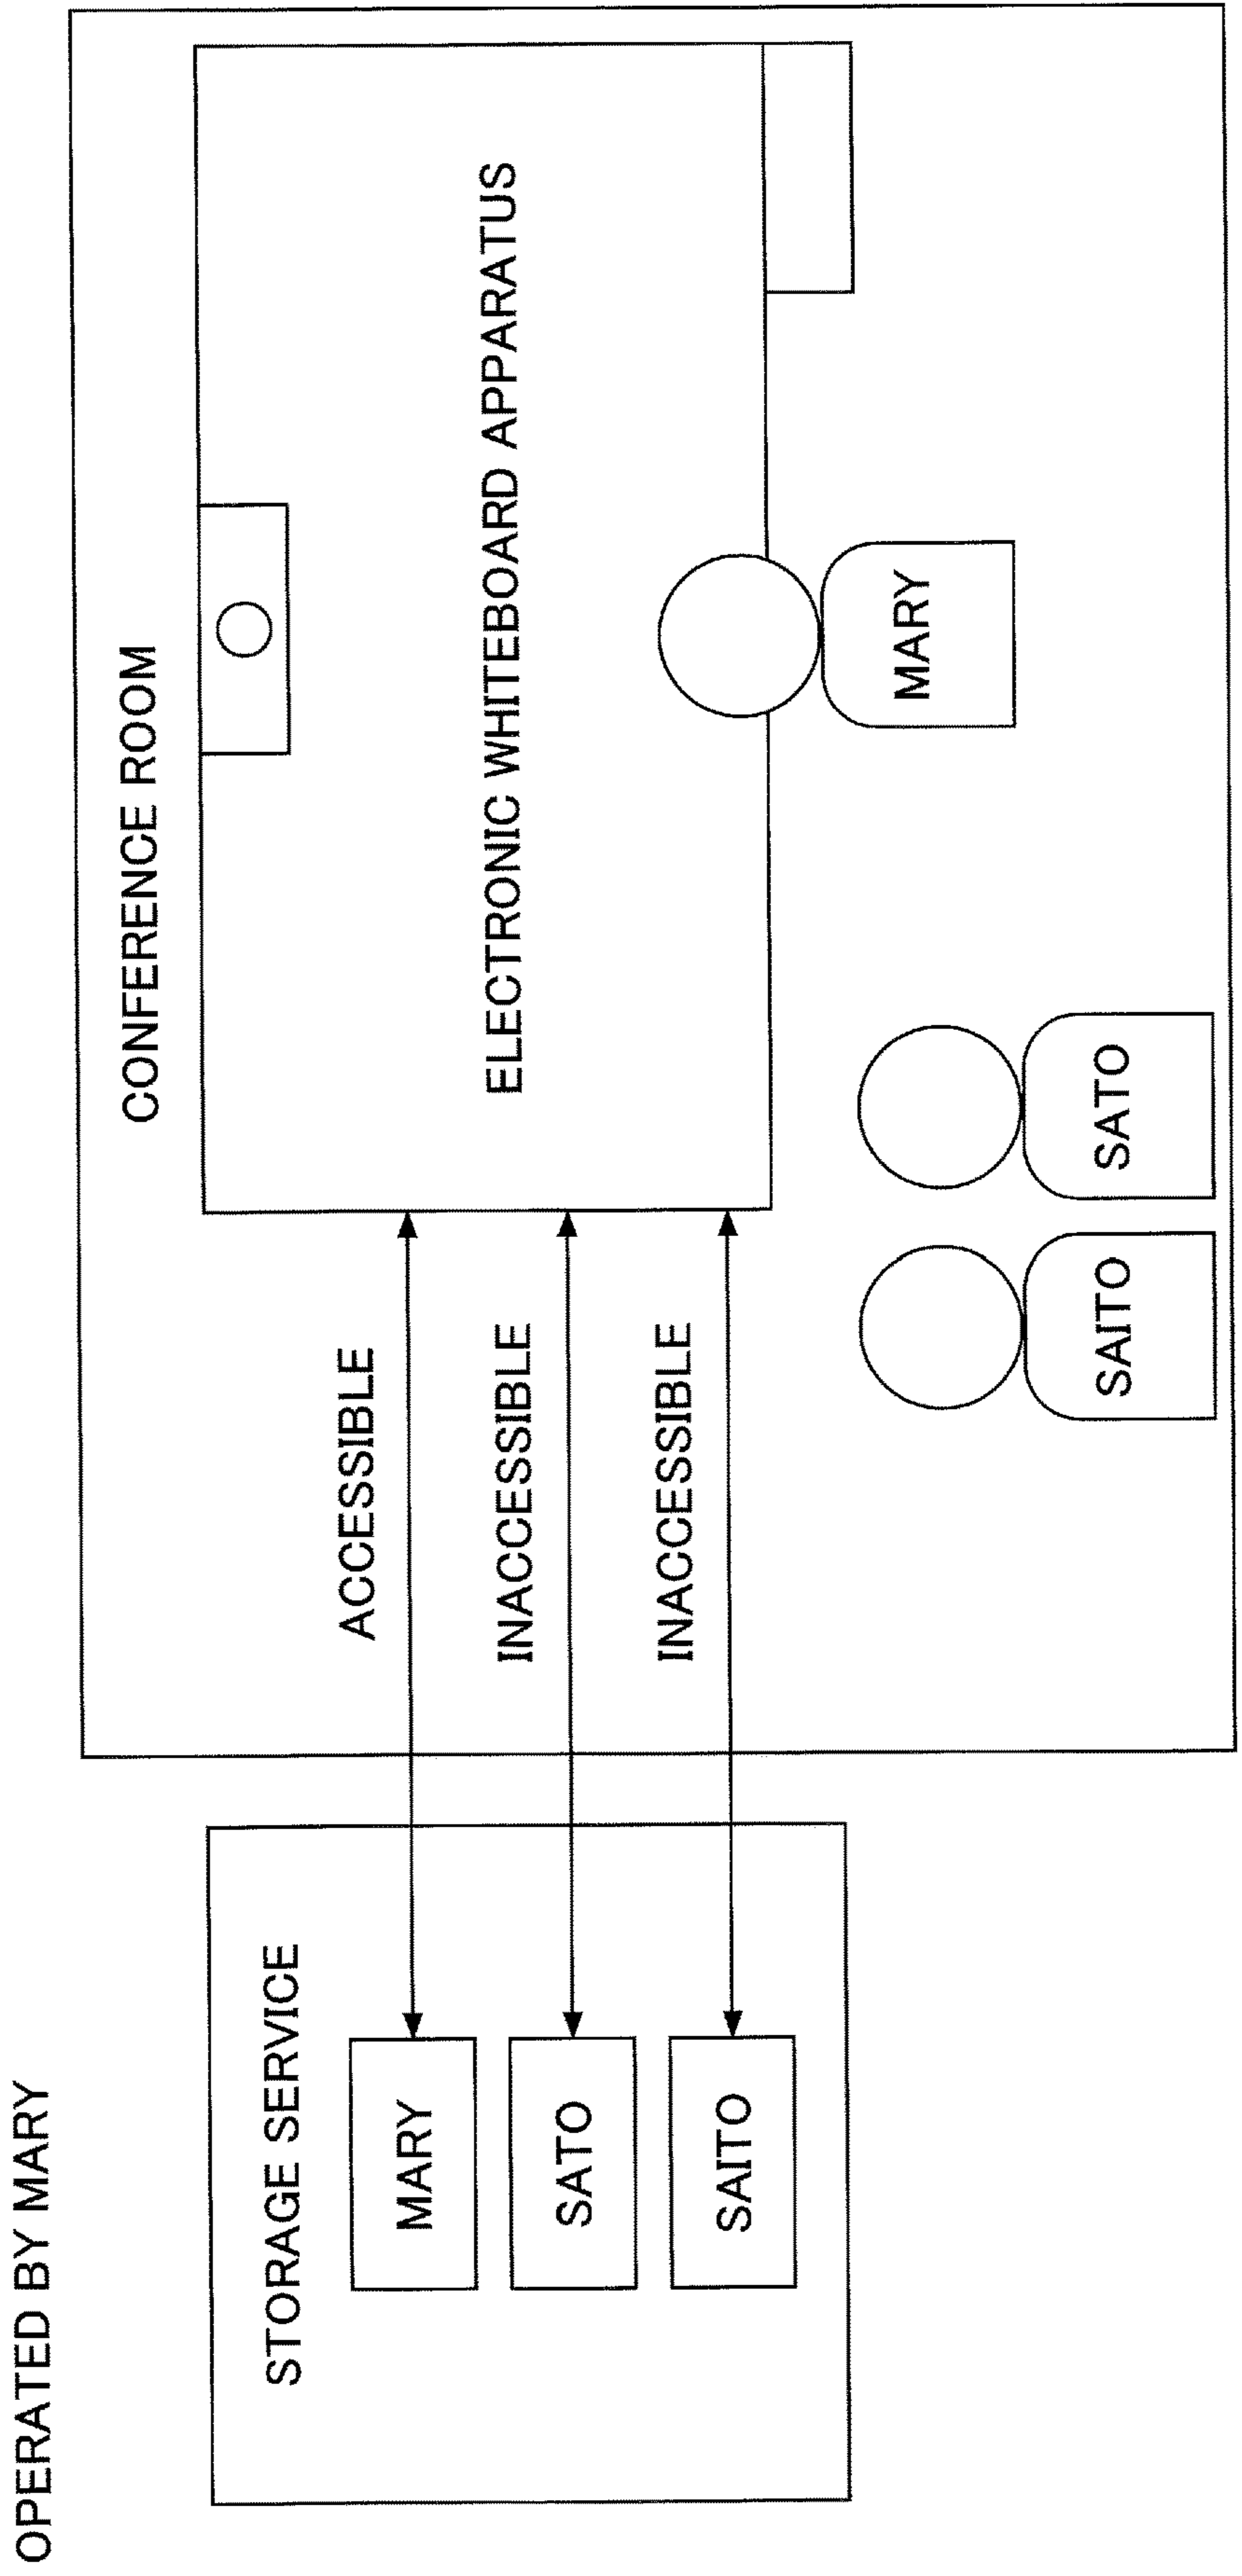 OPERATED BY MARY
CONFERENCE ROOM
STORAGE SERVICE
ACCESSIBLE
MARY
INACCESSIBLE
ELECTRONIC WHITEBOARD APPARATUS
SATO
INACCESSIBLE
SAITO
MARY
SAITO
SATO